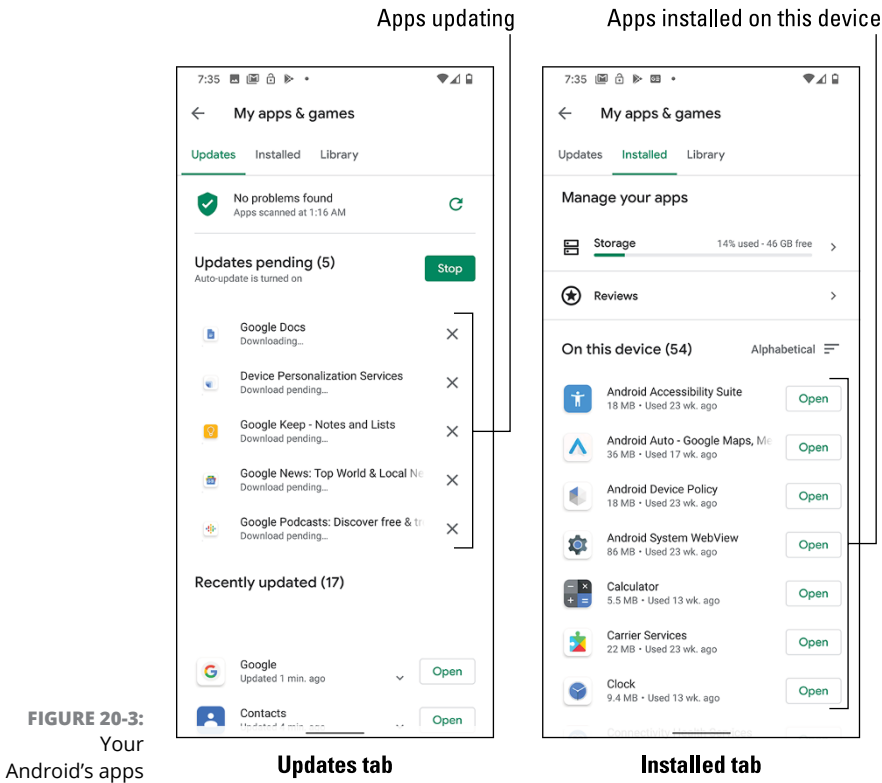 Apps updating
Apps installed on this device
7:35
My apps & games
Updates Installed Library
No problems found
Apps scanned at 1:16 AM
Updates pending (5)
Auto-update is turned on
Stop
Google Docs
Downloading...
Device Personalization Services
Download pending...
Google Keep - Notes and Lists
Download pending...
Google News: Top World & Local Ne
Download pending...
Google Podcasts: Discover free & tr
Download pending...
Recently updated (17)
Google
Updated 1 min. ago
Open
Contacts
Updated 4 min. ago
Open
7:35
My apps & games
Updates Installed Library
Manage your apps
Storage 14% used - 46 GB free
Reviews
On this device (54) Alphabetical
Android Accessibility Suite
18 MB • Used 23 wk. ago
Open
Android Auto - Google Maps, Me
36 MB • Used 17 wk. ago
Open
Android Device Policy
18 MB • Used 23 wk. ago
Open
Android System WebView
86 MB • Used 23 wk. ago
Open
Calculator
5.5 MB • Used 13 wk. ago
Open
Carrier Services
22 MB • Used 23 wk. ago
Open
Clock
9.4 MB • Used 13 wk. ago
Open
Connectivity Health Services
FIGURE 20-3:
Your
Android's apps
Updates tab
Installed tab